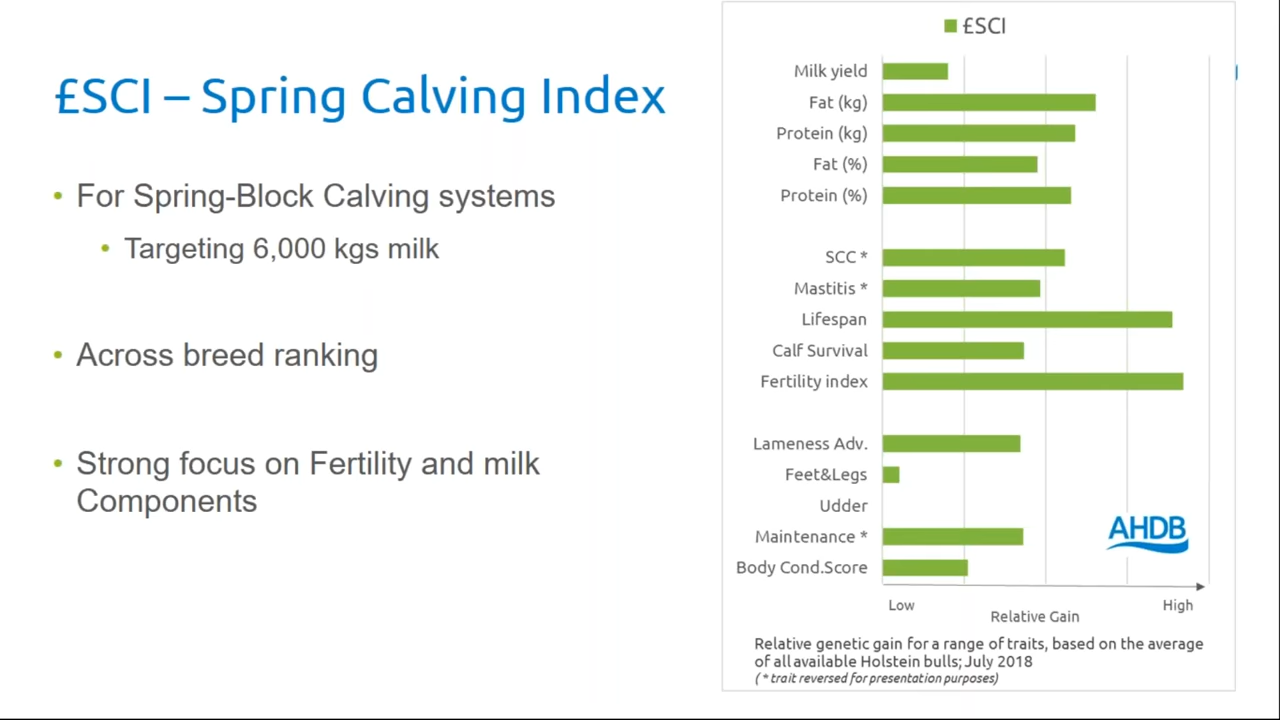 £SCI – Spring Calving Index
• For Spring-Block Calving systems
• Targeting 6,000 kgs milk
• Across breed ranking
• Strong focus on Fertility and milk
Components
£SCI
Milk yield
Fat (kg)
Protein (kg)
Fat (%)
Protein (%)
SCC *
Mastitis *
Lifespan
Calf Survival
Fertility index
Lameness Adv.
Feet&Legs
Udder
Maintenance *
Body Cond.Score
AHDB
Low
High
Relative Gain
Relative genetic gain for a range of traits, based on the average
of all available Holstein bulls; July 2018
( * trait reversed for presentation purposes)